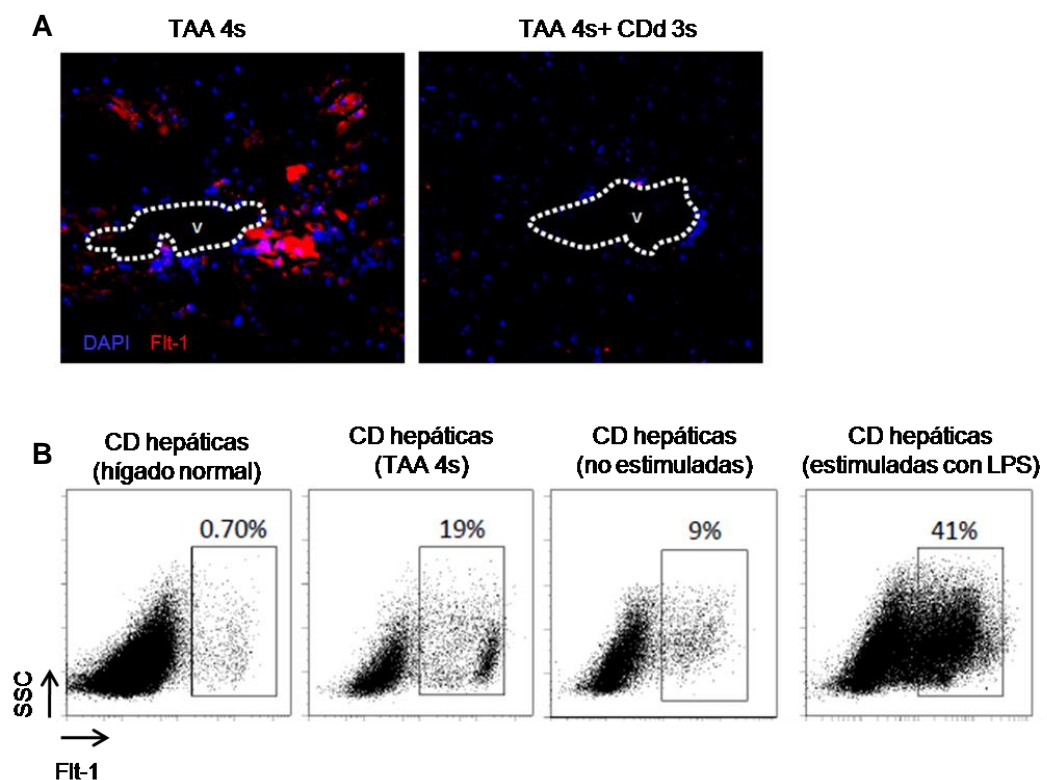 A
TAA 4s
TAA 4s+ CDd 3s
v
v
DAPI Flt-1
B
CD hepáticas
(hígado normal)
CD hepáticas
(TAA 4s)
CD hepáticas
(no estimuladas)
CD hepáticas
(estimuladas con LPS)
0.70%
19%
9%
41%
SSC
Flt-1